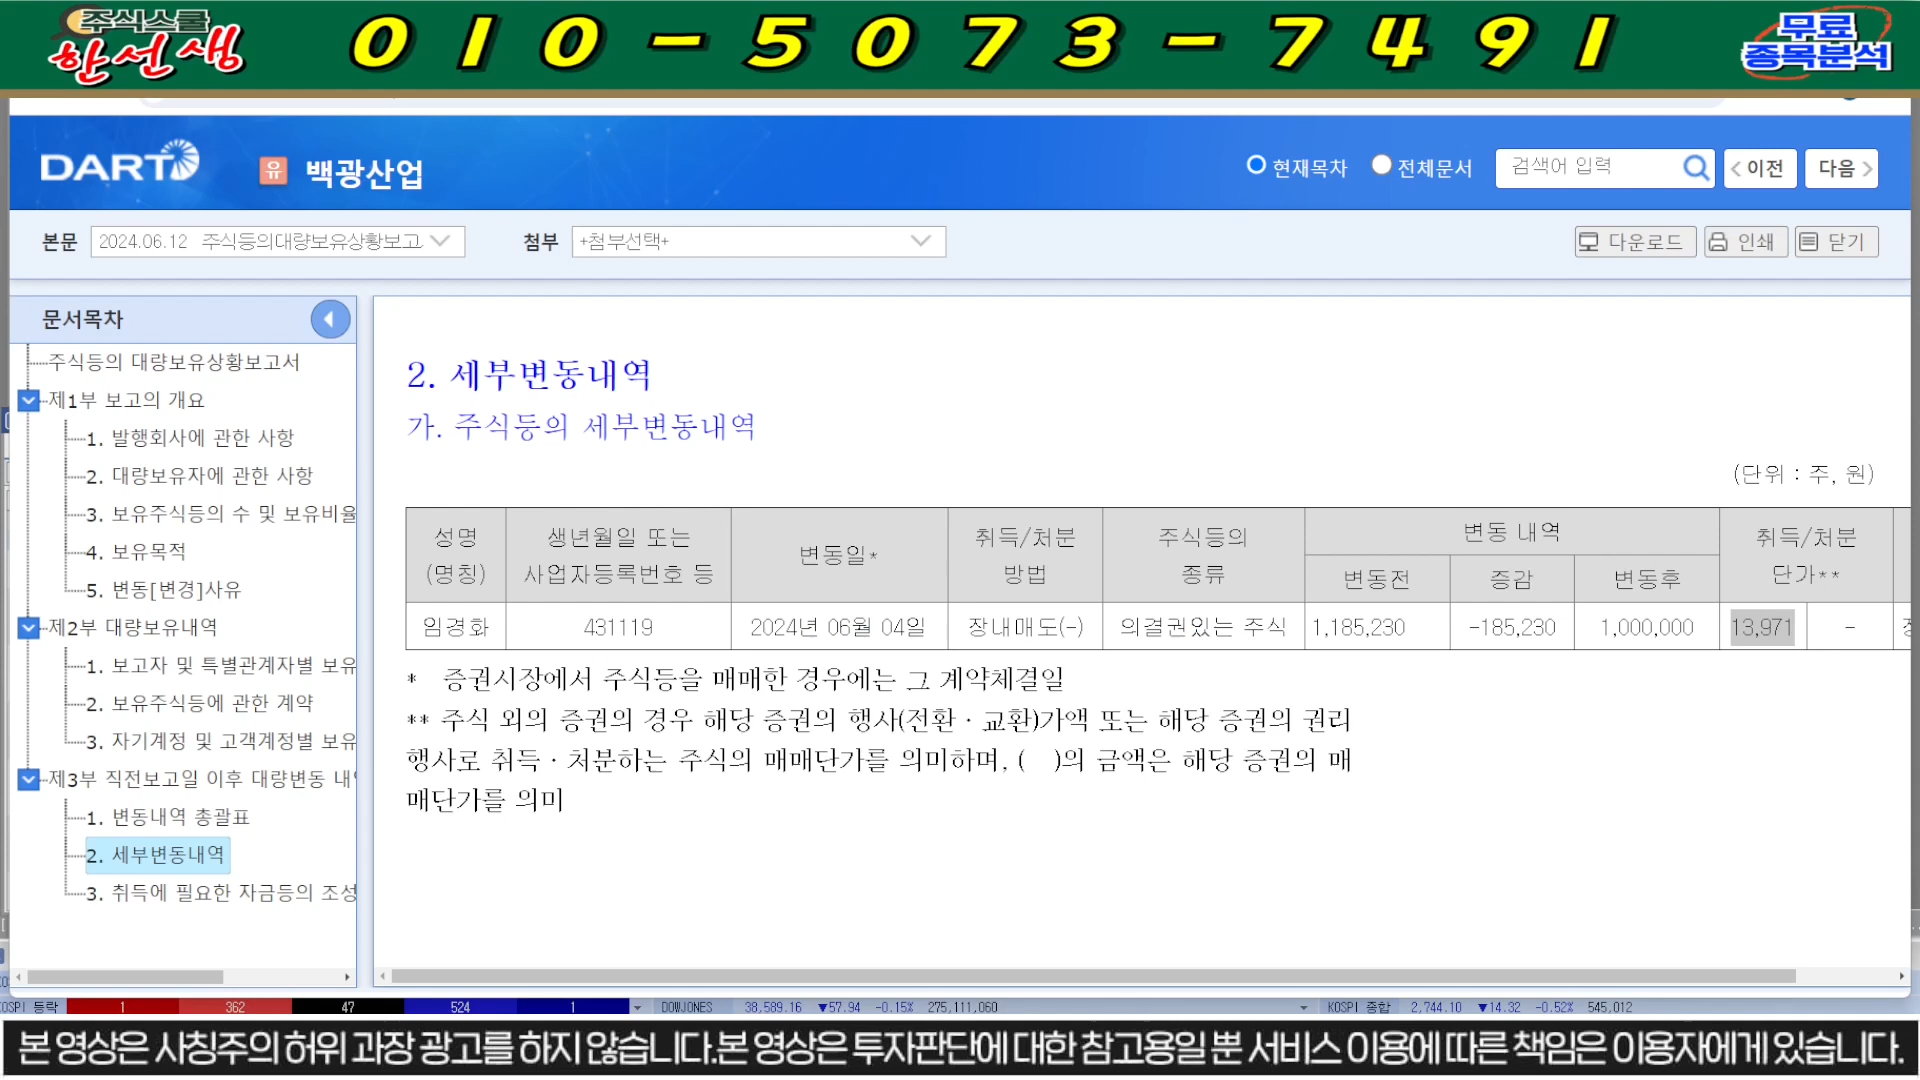 주식스쿨
한선생
010-5073-7491
무료
종목분석
DART
유 백광산업
현재목차
전체문서
검색어 입력
이전
다음
본문
2024.06.12 주식등의대량보유상황보고
첨부
+첨부선택+
다운로드
인쇄
닫기
문서목차
주식등의 대량보유상황보고서
제1부 보고의 개요
1. 발행회사에 관한 사항
2. 대량보유자에 관한 사항
3. 보유주식등의 수 및 보유비율
4. 보유목적
5. 변동[변경]사유
제2부 대량보유내역
1. 보고자 및 특별관계자별 보유
2. 보유주식등에 관한 계약
3. 자기계정 및 고객계정별 보유
제3부 직전보고일 이후 대량변동 내
1. 변동내역 총괄표
2. 세부변동내역
3. 취득에 필요한 자금등의 조성
2. 세부변동내역
가. 주식등의 세부변동내역
(단위 : 주, 원)
성명
(명칭)
생년월일 또는
사업자등록번호 등
변동일*
취득/처분
방법
주식등의
종류
변동 내역
변동전
증감
변동후
취득/처분
단가**
임경화
431119
2024년 06월 04일
장내매도(-)
의결권있는 주식
1,185,230
-185,230
1,000,000
13,971
-
* 증권시장에서 주식등을 매매한 경우에는 그 계약체결일
** 주식 외의 증권의 경우 해당 증권의 행사(전환 · 교환)가액 또는 해당 증권의 권리
행사로 취득 · 처분하는 주식의 매매단가를 의미하며, ( )의 금액은 해당 증권의 매
매단가를 의미
등락 1 362 47 524 1 DOWJONES 38,589.16 ▼57.94 -0.15% 275,111,060 KOSPI 종합 2,744.10 ▼14.32 -0.52% 545,012
본 영상은 사칭주의 허위 과장 광고를 하지 않습니다.본 영상은 투자판단에 대한 참고용일 뿐 서비스 이용에 따른 책임은 이용자에게 있습니다.